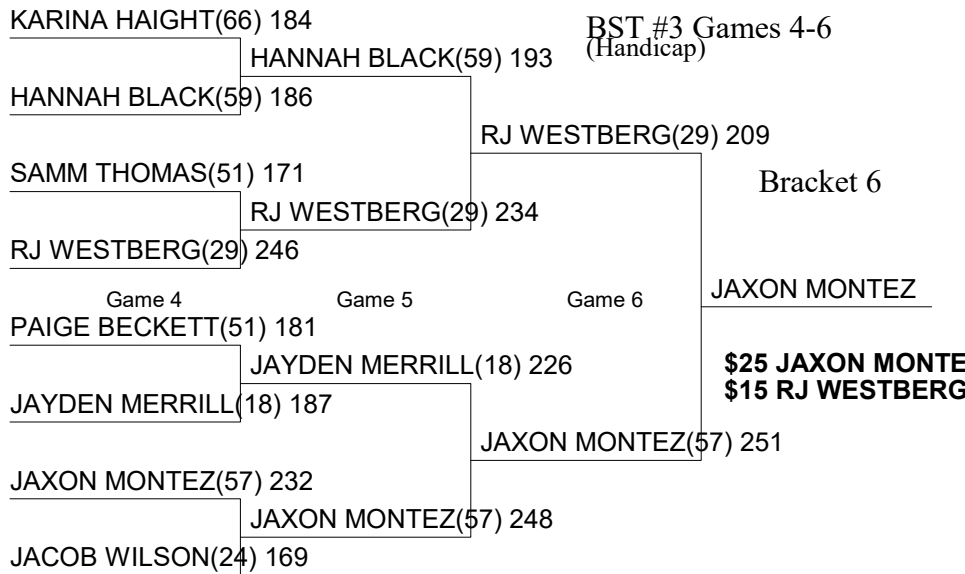 KARINA HAIGHT(66) 184
BST #3 Games 4-6
(Handicap)
HANNAH BLACK(59) 193
HANNAH BLACK(59) 186
RJ WESTBERG(29) 209
SAMM THOMAS(51) 171
Bracket 6
RJ WESTBERG(29) 234
RJ WESTBERG(29) 246
Game 4
Game 5
Game 6
JAXON MONTEZ
PAIGE BECKETT(51) 181
JAYDEN MERRILL(18) 226
$25 JAXON MONTE
$15 RJ WESTBERG
JAYDEN MERRILL(18) 187
JAXON MONTEZ(57) 251
JAXON MONTEZ(57) 232
JAXON MONTEZ(57) 248
JACOB WILSON(24) 169